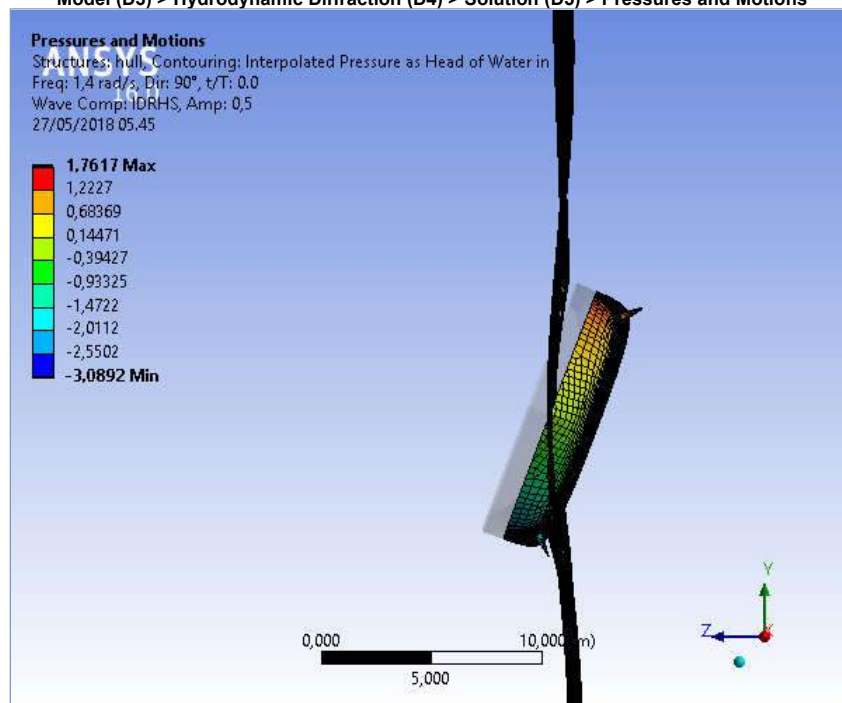 Model (D3) > Hydrodynamic Diffraction (D4) > Solution (D5) > Pressures and Motions
Pressures and Motions
Structures: hull, Contouring: Interpolated Pressure as Head of Water in
ANSYS
Freq: 1,4 rad/s, Dir: 90°, t/T: 0.0
16.0
Wave Comp: IDRHS, Amp: 0,5
27/05/2018 05.45
1,7617 Max
1,2227
0,68369
0,14471
-0,39427
-0,93325
-1,4722
-2,0112
-2,5502
-3,0892 Min
Y
Z
X
0,000
10,000 (m)
5,000